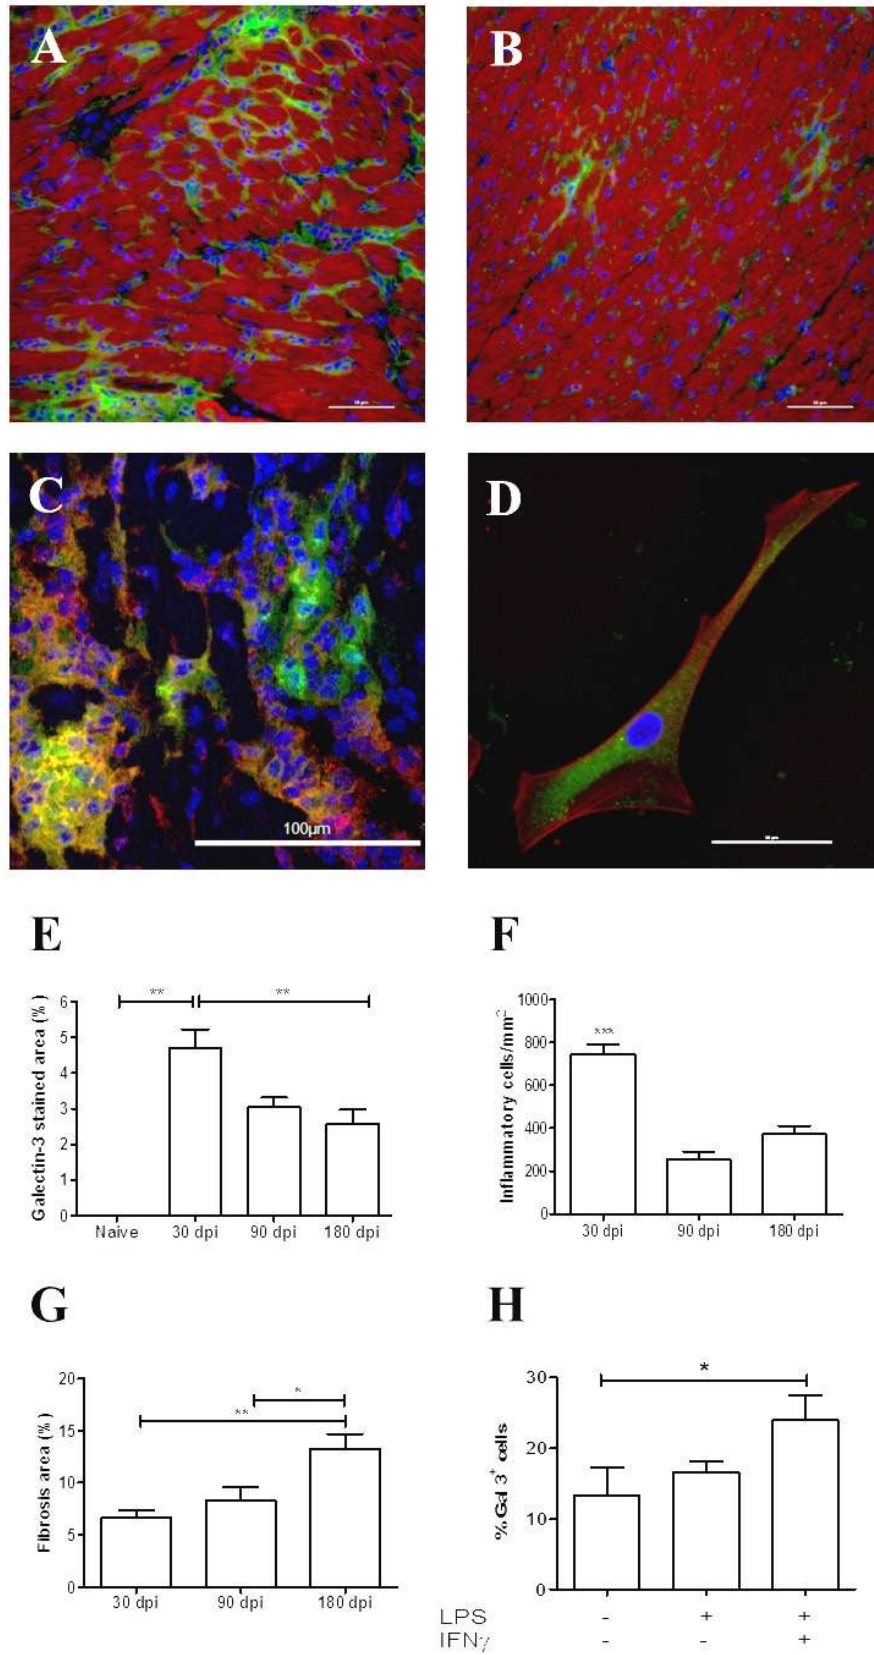 A
B
C
100µm
D
E
Galectin-3 stained area (%)
6
5
4
3
2
1
0
**
**
Naive 30 dpi 90 dpi 180 dpi
F
Inflammatory cells/mm²
1000
800
600
400
200
0
***
30 dpi 90 dpi 180 dpi
G
Fibrosis area (%)
20
15
10
5
0
**
*
30 dpi 90 dpi 180 dpi
H
% Gal 3⁺ cells
30
20
10
0
*
LPS - + +
IFNγ - - +